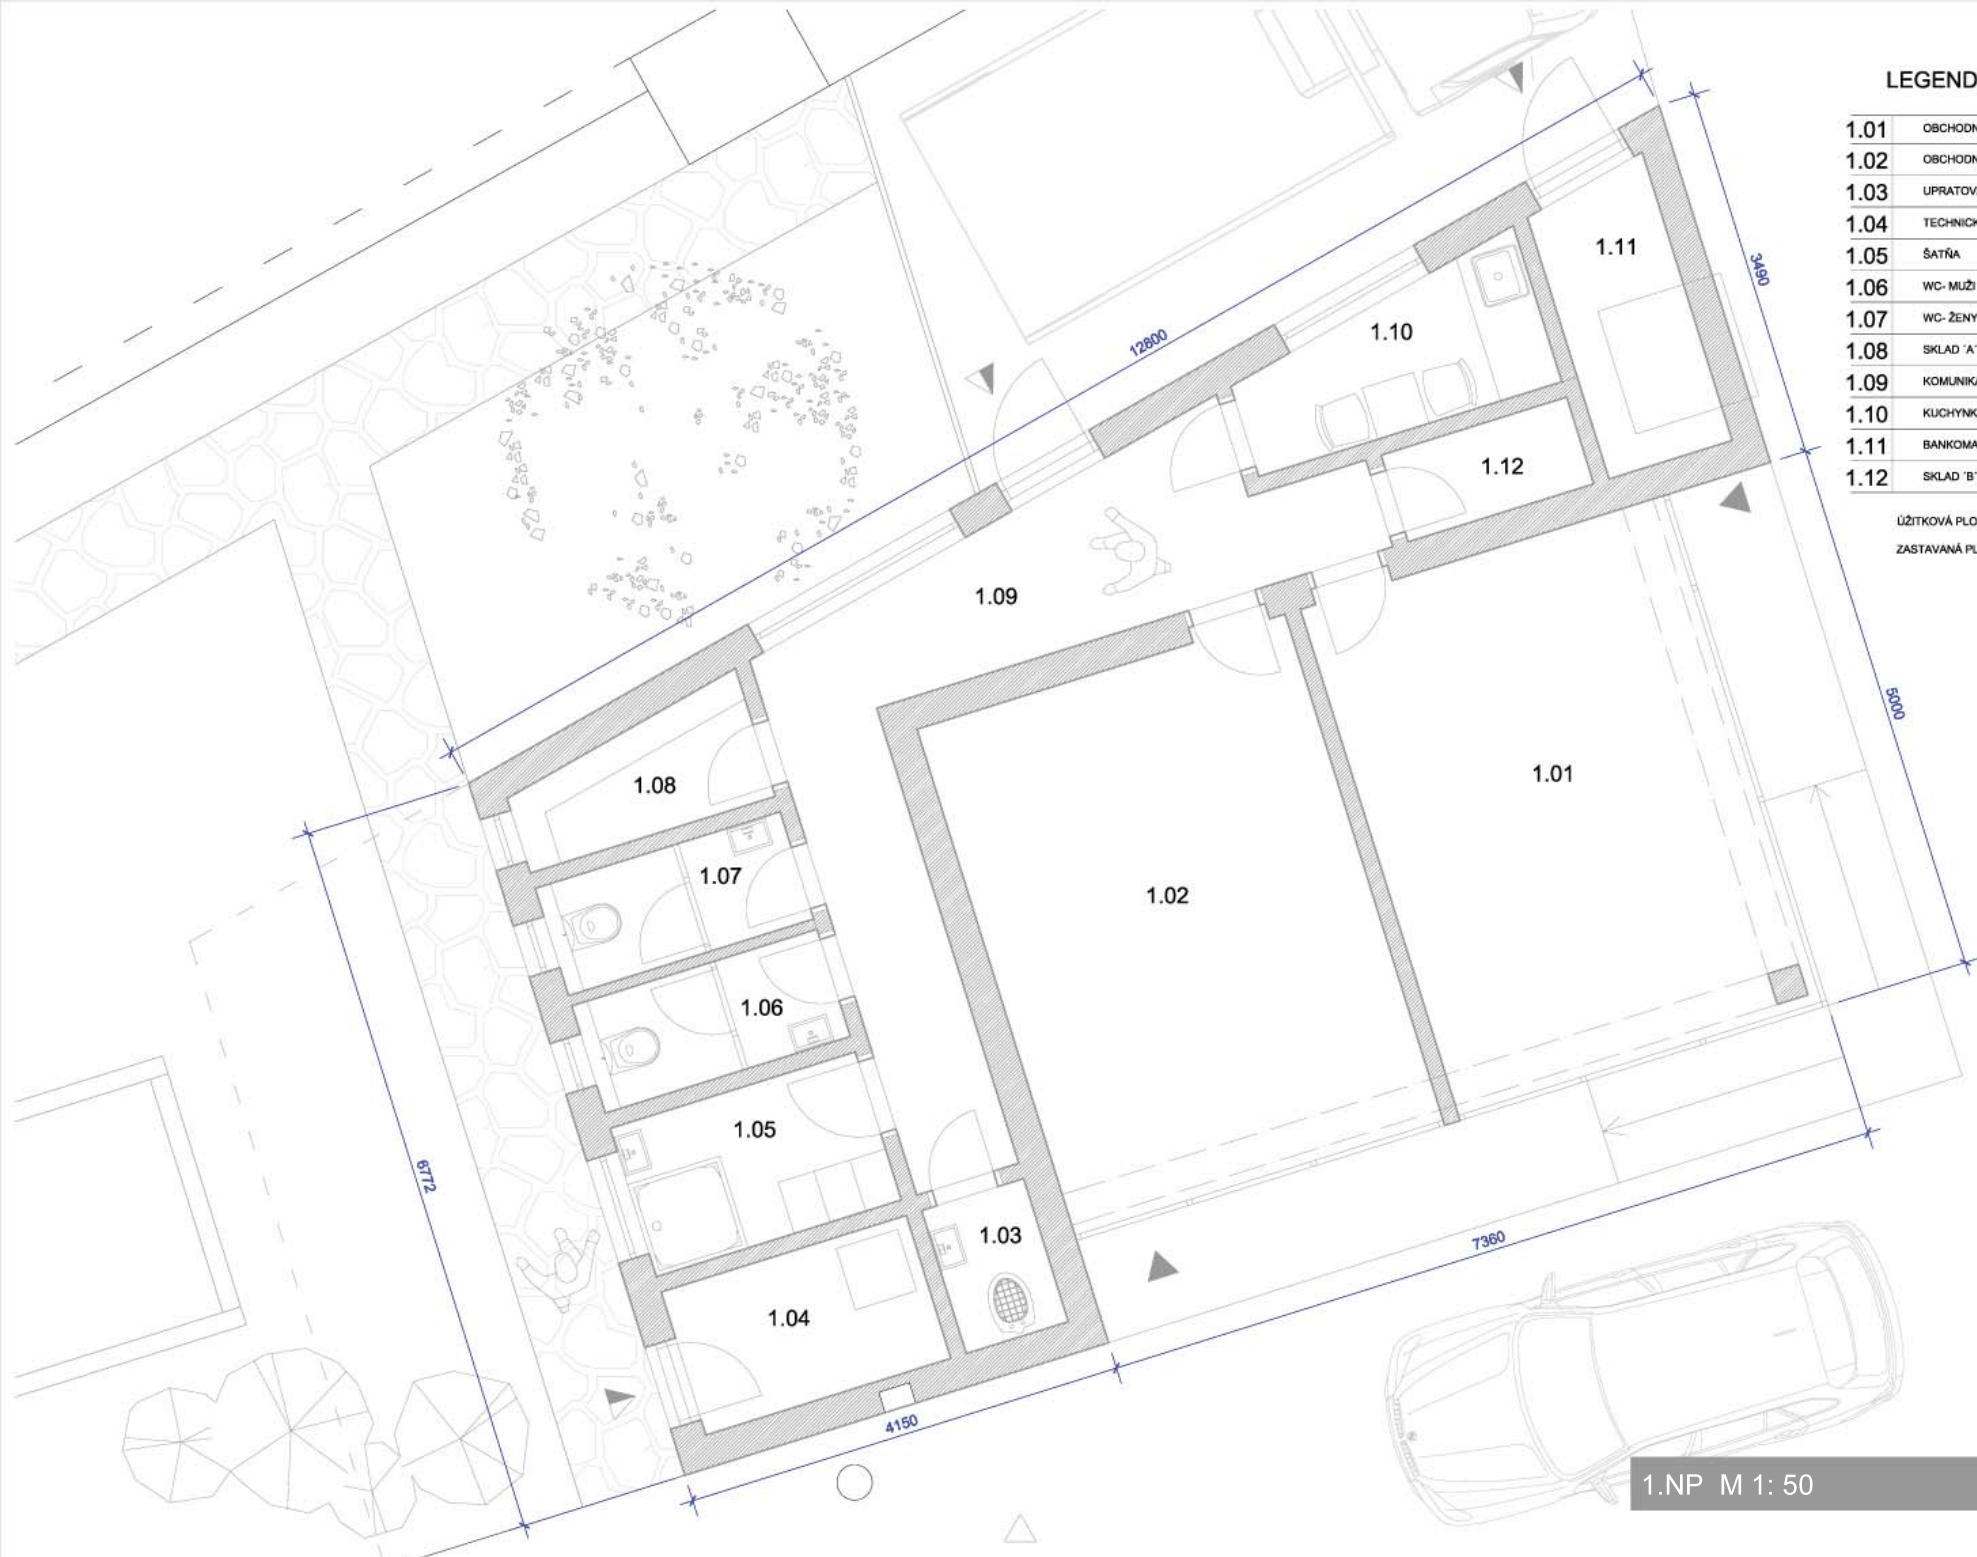 LEGEND
1.01 OBCHODN
1.02 OBCHODN
1.03 UPRATOV
1.04 TECHNICK
1.05 ŠATŇA
1.06 WC- MUŽI
1.07 WC- ŽENY
1.08 SKLAD ´A´
1.09 KOMUNIK
1.10 KUCHYNK
1.11 BANKOMA
1.12 SKLAD ´B´
ÚŽITKOVÁ PLO
ZASTAVANÁ PL
1.11
3490
1.10
12800
1.12
1.09
5000
1.01
1.08
1.07
1.02
1.06
1.05
6772
1.03
7360
1.04
4150
1.NP M 1: 50